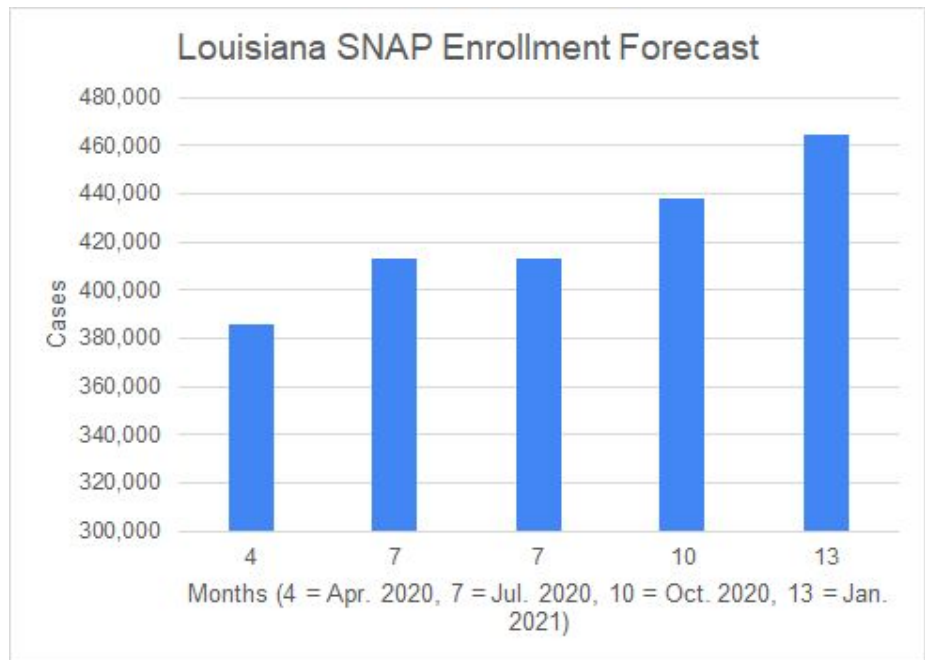 Louisiana SNAP Enrollment Forecast
480,000
460,000
440,000
420,000
400,000
380,000
360,000
340,000
320,000
300,000
Cases
4 7 7 10 13
Months (4 = Apr. 2020, 7 = Jul. 2020, 10 = Oct. 2020, 13 = Jan.
2021)